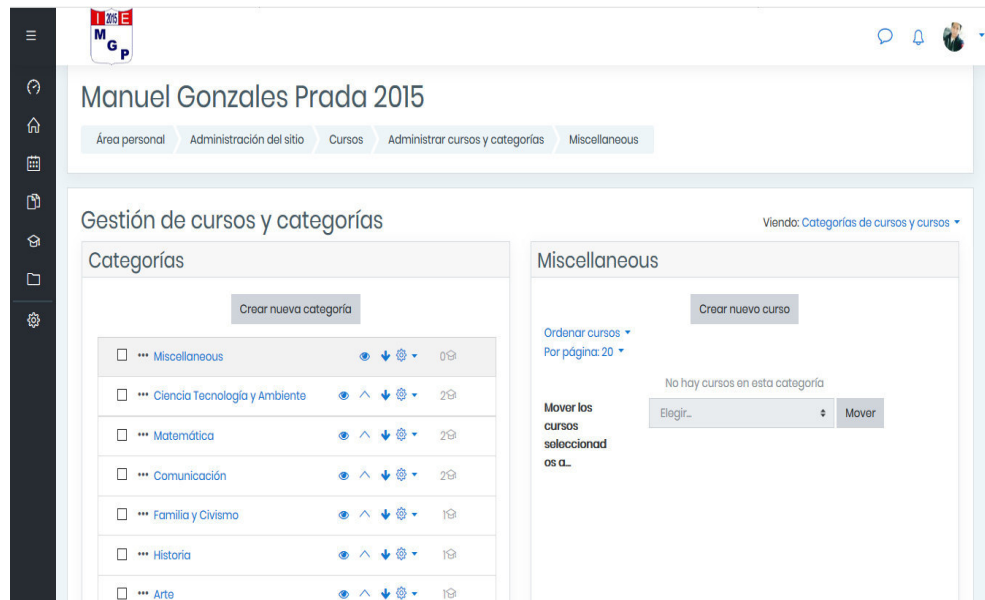 I 2015 E
M
G
P
Manuel Gonzales Prada 2015
Área personal Administración del sitio Cursos Administrar cursos y categorías Miscellaneous
Gestión de cursos y categorías
Viendo: Categorías de cursos y cursos
Categorías
Crear nueva categoría
Miscellaneous 0
Ciencia Tecnología y Ambiente 2
Matemática 2
Comunicación 2
Familia y Civismo 1
Historia 1
Arte 1
Miscellaneous
Crear nuevo curso
Ordenar cursos
Por página: 20
No hay cursos en esta categoría
Mover los
cursos
seleccionad
os a...
Elegir...
Mover